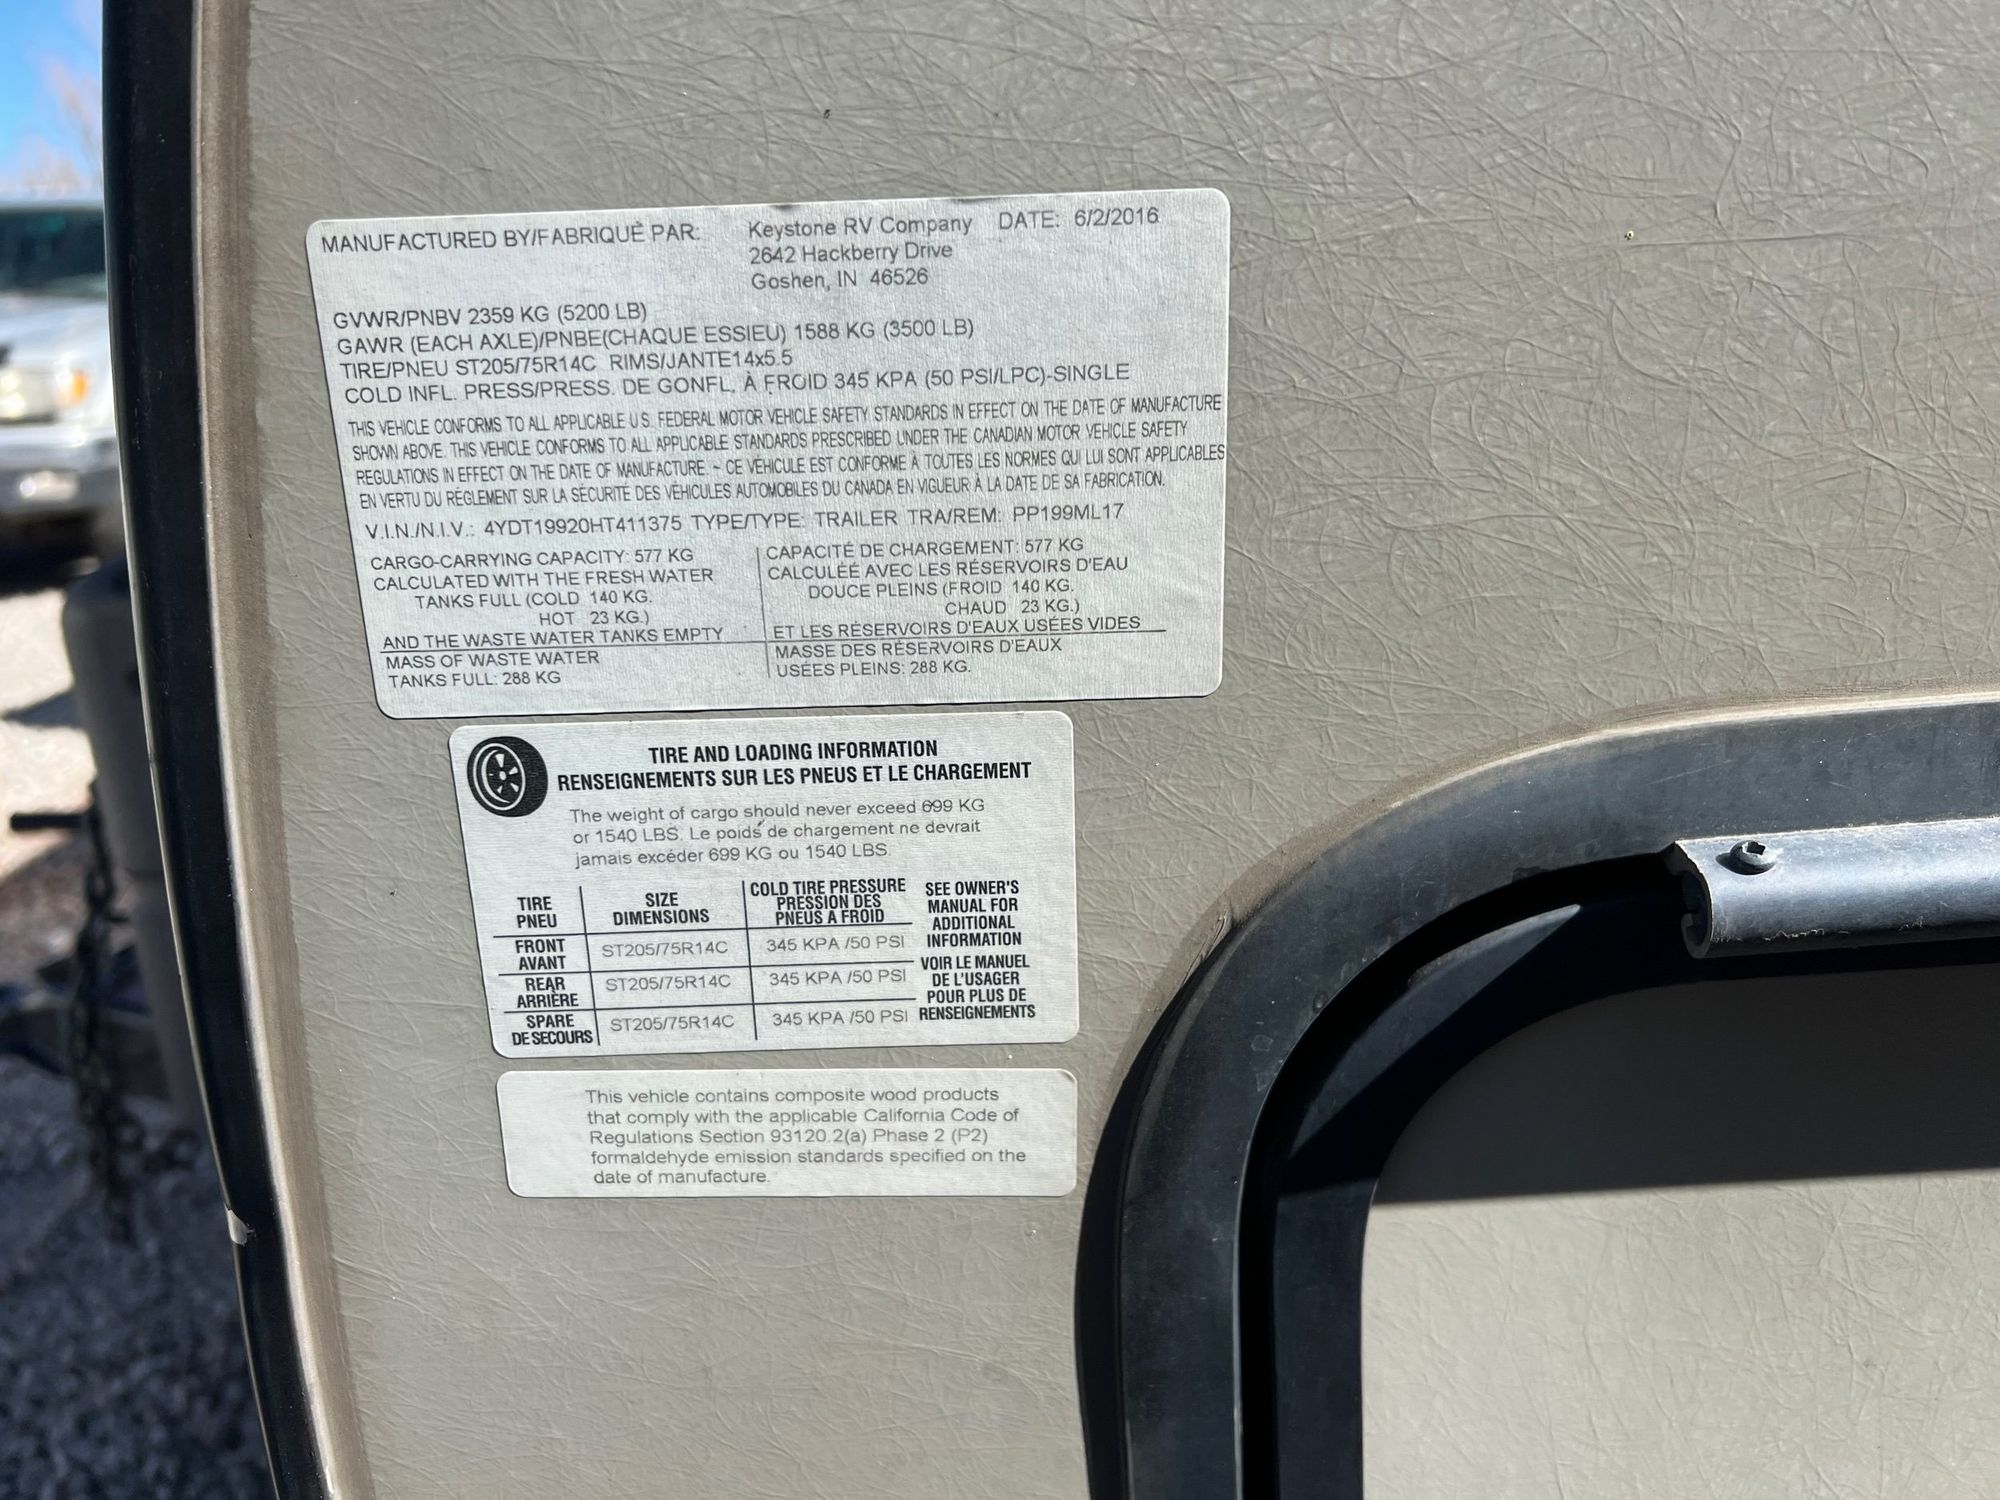 MANUFACTURED BY/FABRIQUÉ PAR: Keystone RV Company DATE: 6/2/2016
2642 Hackberry Drive
Goshen, IN 46526
GVWR/PNBV 2359 KG (5200 LB)
GAWR (EACH AXLE)/PNBE(CHAQUE ESSIEU) 1588 KG (3500 LB)
TIRE/PNEU ST205/75R14C RIMS/JANTE14x5.5
COLD INFL. PRESS/PRESS. DE GONFL. À FROID 345 KPA (50 PSI/LPC)-SINGLE
THIS VEHICLE CONFORMS TO ALL APPLICABLE U.S. FEDERAL MOTOR VEHICLE SAFETY STANDARDS IN EFFECT ON THE DATE OF MANUFACTURE
SHOWN ABOVE. THIS VEHICLE CONFORMS TO ALL APPLICABLE STANDARDS PRESCRIBED UNDER THE CANADIAN MOTOR VEHICLE SAFETY
REGULATIONS IN EFFECT ON THE DATE OF MANUFACTURE. ~ CE VÉHICULE EST CONFORME À TOUTES LES NORMES QUI LUI SONT APPLICABLES
EN VERTU DU RÉGLEMENT SUR LA SÉCURITÉ DES VÉHICULES AUTOMOBILES DU CANADA EN VIGUEUR À LA DATE DE SA FABRICATION.
V.I.N./N.I.V.: 4YDT19920HT411375 TYPE/TYPE: TRAILER TRA/REM: PP199ML17
CARGO-CARRYING CAPACITY: 577 KG
CALCULATED WITH THE FRESH WATER
TANKS FULL (COLD 140 KG.
HOT 23 KG.)
AND THE WASTE WATER TANKS EMPTY
MASS OF WASTE WATER
TANKS FULL: 288 KG
CAPACITÉ DE CHARGEMENT: 577 KG
CALCULÉE AVEC LES RÉSERVOIRS D'EAU
DOUCE PLEINS (FROID 140 KG.
CHAUD 23 KG.)
ET LES RÉSERVOIRS D'EAUX USÉES VIDES
MASSE DES RÉSERVOIRS D'EAUX
USÉES PLEINS: 288 KG.
TIRE AND LOADING INFORMATION
RENSEIGNEMENTS SUR LES PNEUS ET LE CHARGEMENT
The weight of cargo should never exceed 699 KG
or 1540 LBS. Le poids de chargement ne devrait
jamais excéder 699 KG ou 1540 LBS.
TIRE
PNEU
SIZE
DIMENSIONS
COLD TIRE PRESSURE
PRESSION DES
PNEUS A FROID
FRONT
AVANT
ST205/75R14C
345 KPA /50 PSI
REAR
ARRIÈRE
ST205/75R14C
345 KPA /50 PSI
SPARE
DE SECOURS
ST205/75R14C
345 KPA /50 PSI
SEE OWNER'S
MANUAL FOR
ADDITIONAL
INFORMATION
VOIR LE MANUEL
DE L'USAGER
POUR PLUS DE
RENSEIGNEMENTS
This vehicle contains composite wood products
that comply with the applicable California Code of
Regulations Section 93120.2(a) Phase 2 (P2)
formaldehyde emission standards specified on the
date of manufacture.